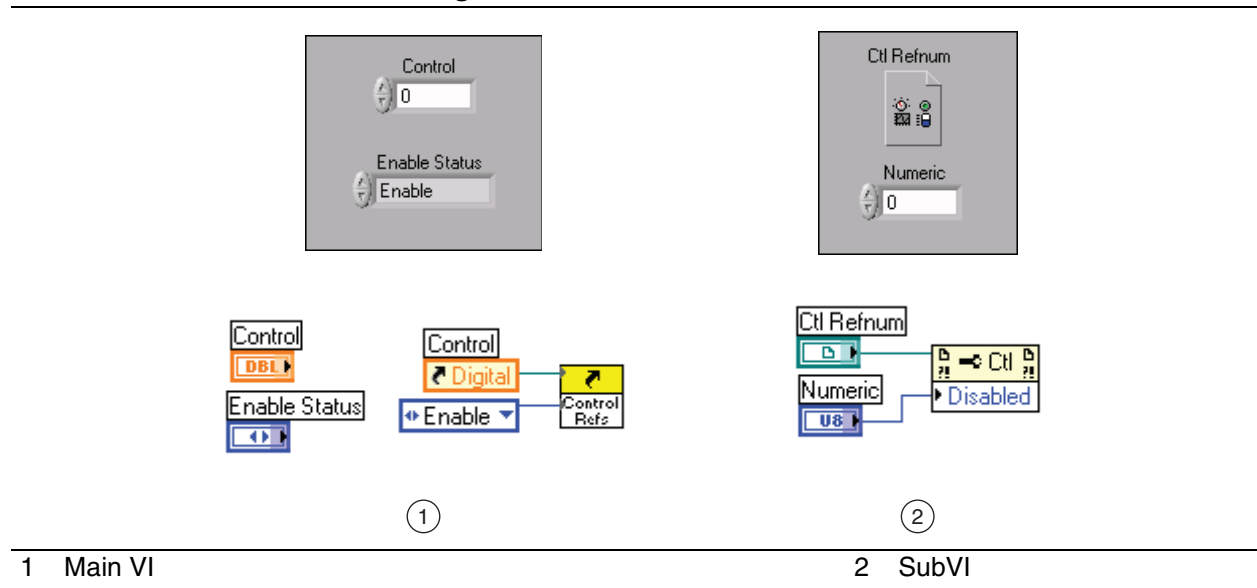 Control
0
Enable Status
Enable
Ctl Refnum
Numeric
0
Control
DBL
Enable Status
Control
Digital
Enable
Control
Refs
Ctl Refnum
Numeric
U8
Ctl
Disabled
1
2
1 Main VI
2 SubVI